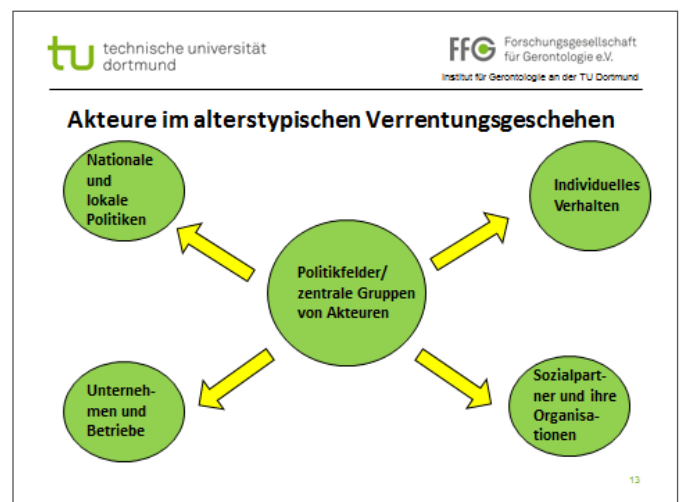 technische universität
dortmund
FFG
Forschungsgesellschaft
für Gerontologie e.V.
Institut für Gerontologie an der TU Dortmund
Akteure im alterstypischen Verrentungsgeschehen
Nationale
und
lokale
Politiken
Individuelles
Verhalten
Politikfelder/
zentrale Gruppen
von Akteuren
Unterneh-
men und
Betriebe
Sozialpart-
ner und ihre
Organisa-
tionen
13